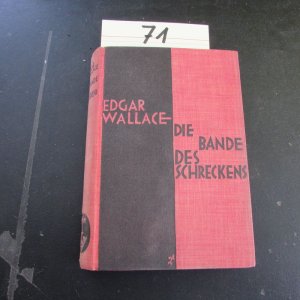 71
EDGAR
WALLACE-
DIE
BANDE
DES
SCHRECKENS